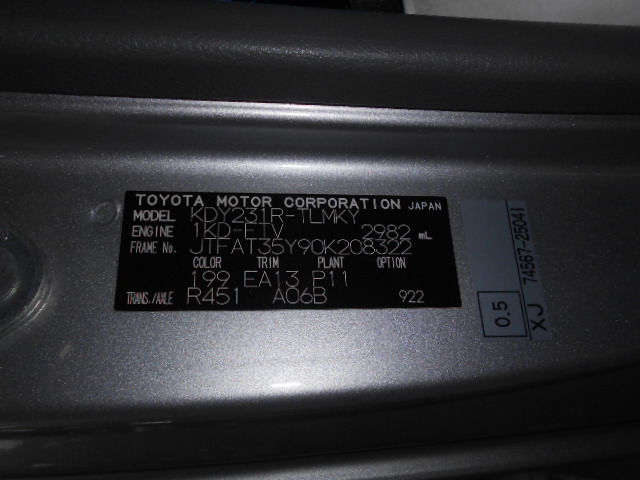 TOYOTA MOTOR CORPORATION JAPAN
MODEL KDY231R-TLMKY
ENGINE 1KD-FTV 2982 mL
FRAME No. JTFAT35Y90K208322
COLOR TRIM PLANT OPTION
199 EA13 P11
TRANS./AXLE R451 A06B 922
74567-25041
0.5
XJ